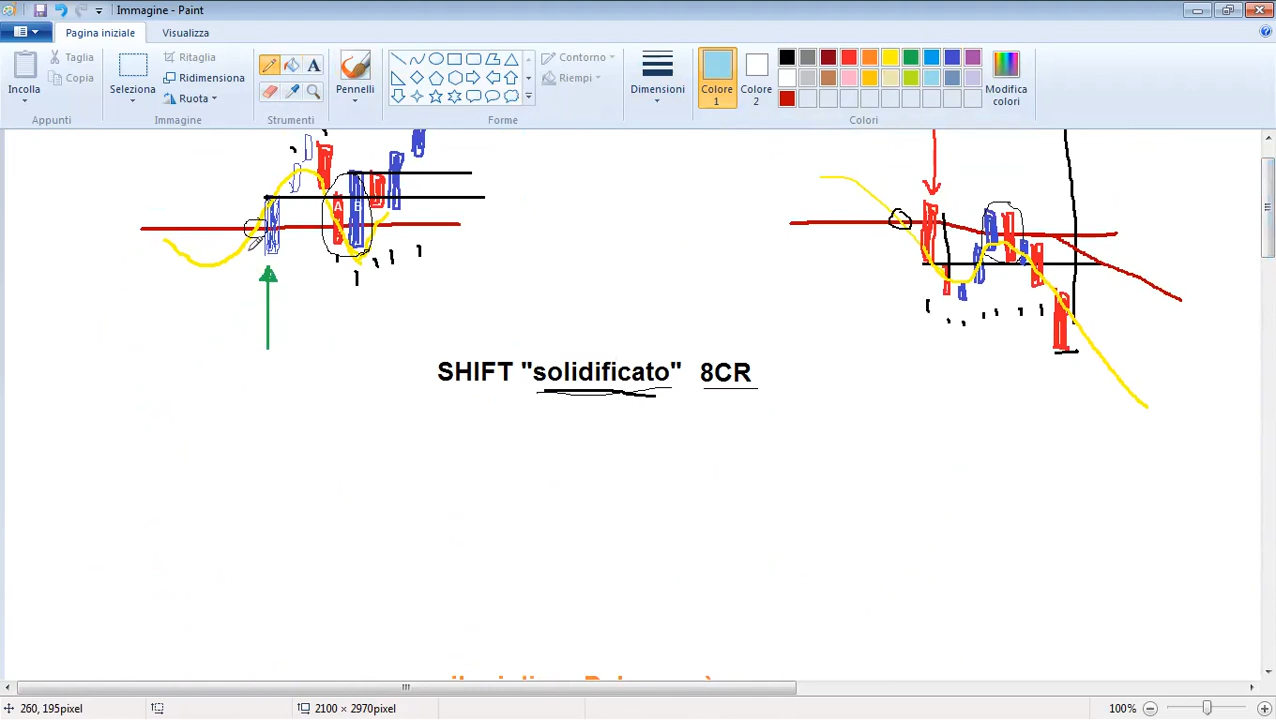 Immagine - Paint
Pagina iniziale
Visualizza
Incolla
Taglia
Copia
Appunti
Seleziona
Ritaglia
Ridimensiona
Ruota
Immagine
Strumenti
Pennelli
Forme
Contorno
Riempi
Dimensioni
Colore 1
Colore 2
Modifica colori
Colori
A B
SHIFT "solidificato" 8CR
260, 195pixel
2100 × 2970pixel
100%